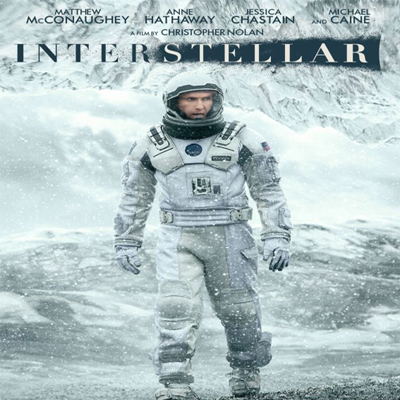 MATTHEW ANNE JESSICA MICHAEL
McCONAUGHEY HATHAWAY CHASTAIN AND CAINE
A FILM BY CHRISTOPHER NOLAN
INTERSTELLAR